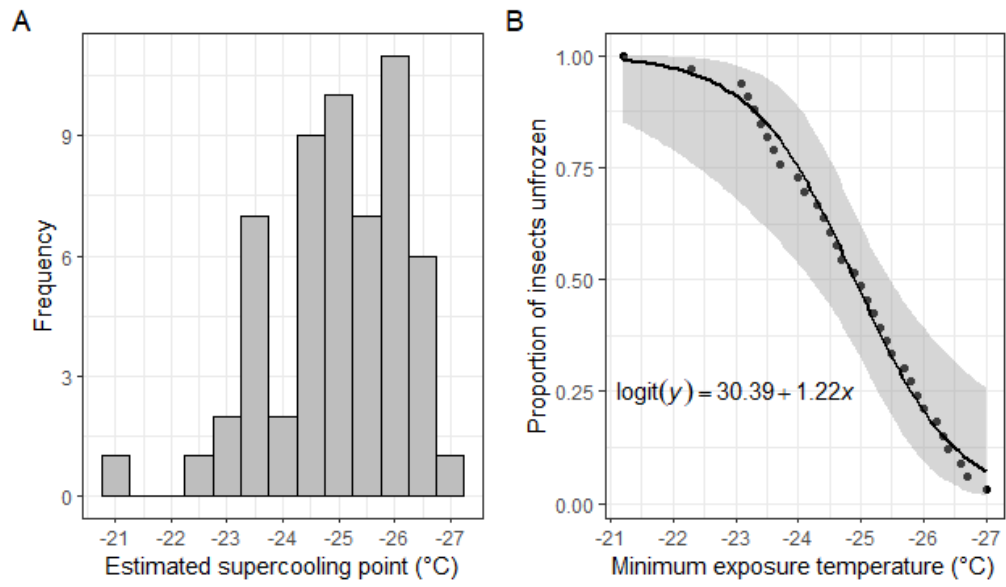 A
Frequency
9
6
3
0
-21 -22 -23 -24 -25 -26 -27
Estimated supercooling point (°C)
B
Proportion of insects unfrozen
1.00
0.75
0.50
0.25
0.00
logit(y) = 30.39 + 1.22x
-21 -22 -23 -24 -25 -26 -27
Minimum exposure temperature (°C)